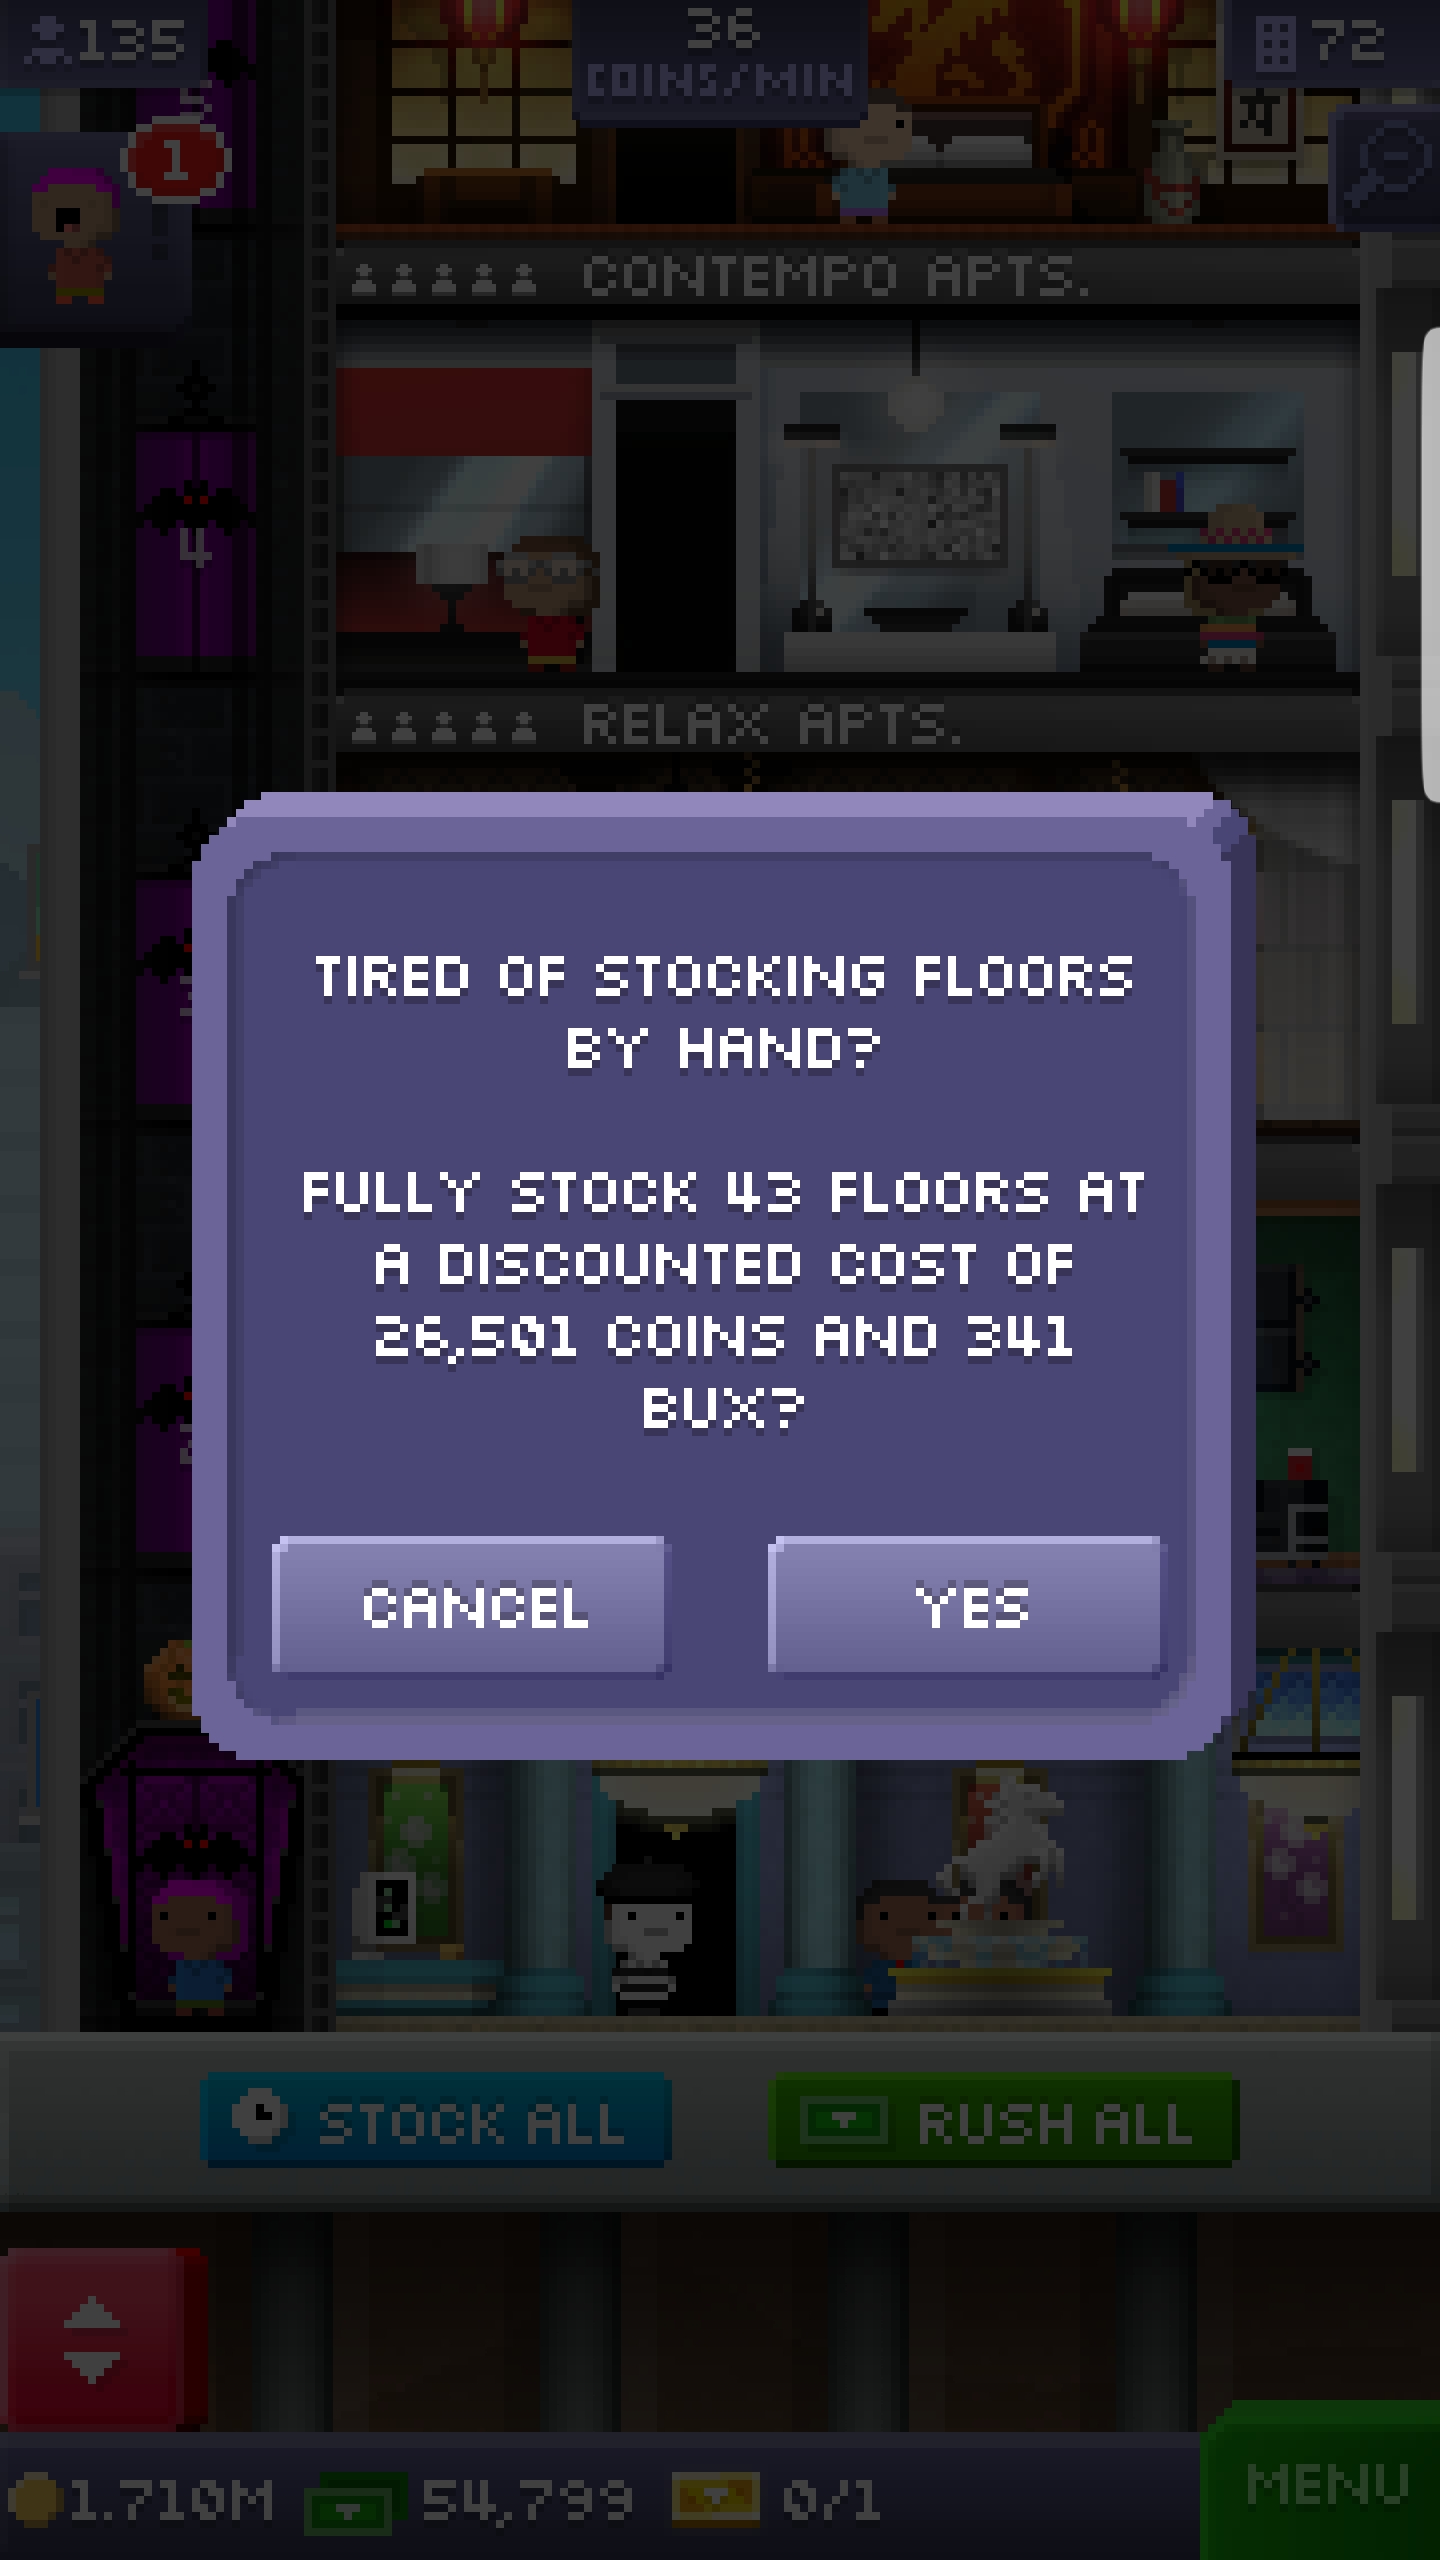 135
36
COINS/MIN
72
1
CONTEMPO APTS.
4
RELAX APTS.
TIRED OF STOCKING FLOORS
BY HAND?
FULLY STOCK 43 FLOORS AT
A DISCOUNTED COST OF
26,501 COINS AND 341
BUX?
CANCEL
YES
STOCK ALL
RUSH ALL
1.710M
54,799
0/1
MENU